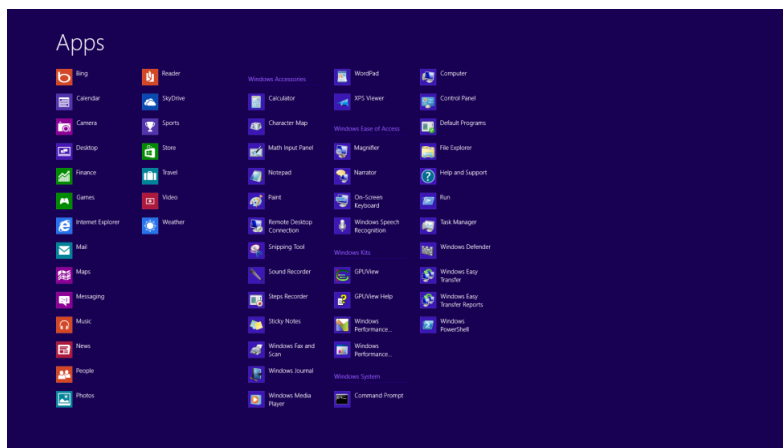 Apps
Bing
Calendar
Camera
Desktop
Finance
Games
Internet Explorer
Mail
Maps
Messaging
Music
News
People
Photos
Reader
SkyDrive
Sports
Store
Travel
Video
Weather
Windows Accessories
Calculator
Character Map
Math Input Panel
Notepad
Paint
Remote Desktop
Connection
Snipping Tool
Sound Recorder
Steps Recorder
Sticky Notes
Windows Fax and
Scan
Windows Journal
Windows Media
Player
WordPad
XPS Viewer
Windows Ease of Access
Magnifier
Narrator
On-Screen
Keyboard
Windows Speech
Recognition
Windows Kits
GPUView
GPUView Help
Windows
Performance...
Windows
Performance...
Windows System
Command Prompt
Computer
Control Panel
Default Programs
File Explorer
Help and Support
Run
Task Manager
Windows Defender
Windows Easy
Transfer
Windows Easy
Transfer Reports
Windows
PowerShell